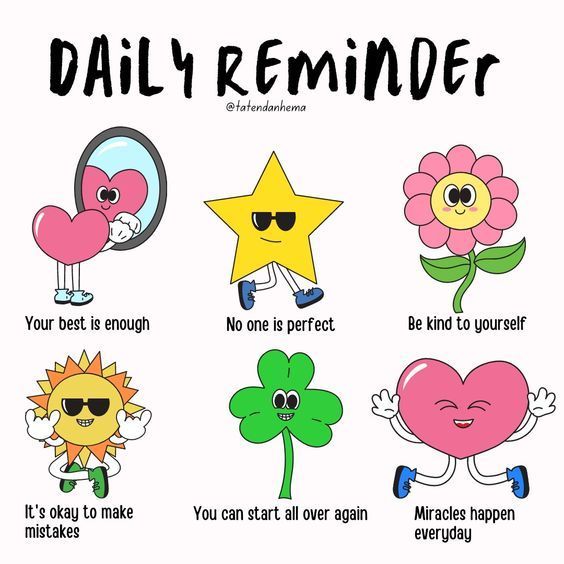 DAiLY REMiNDEr
@tatendanhema
Your best is enough
No one is perfect
Be kind to yourself
It's okay to make
mistakes
You can start all over again
Miracles happen
everyday